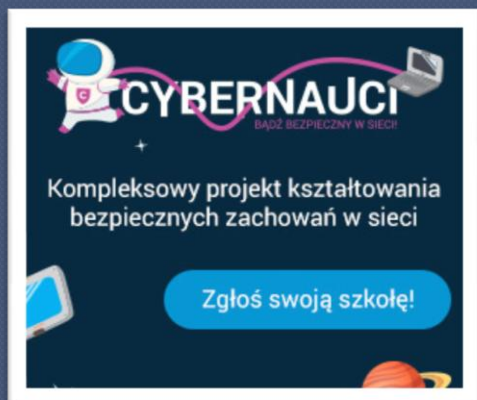 CYBERNAUCI
BĄDŹ BEZPIECZNY W SIECI!
Kompleksowy projekt kształtowania
bezpiecznych zachowań w sieci
Zgłoś swoją szkołę!